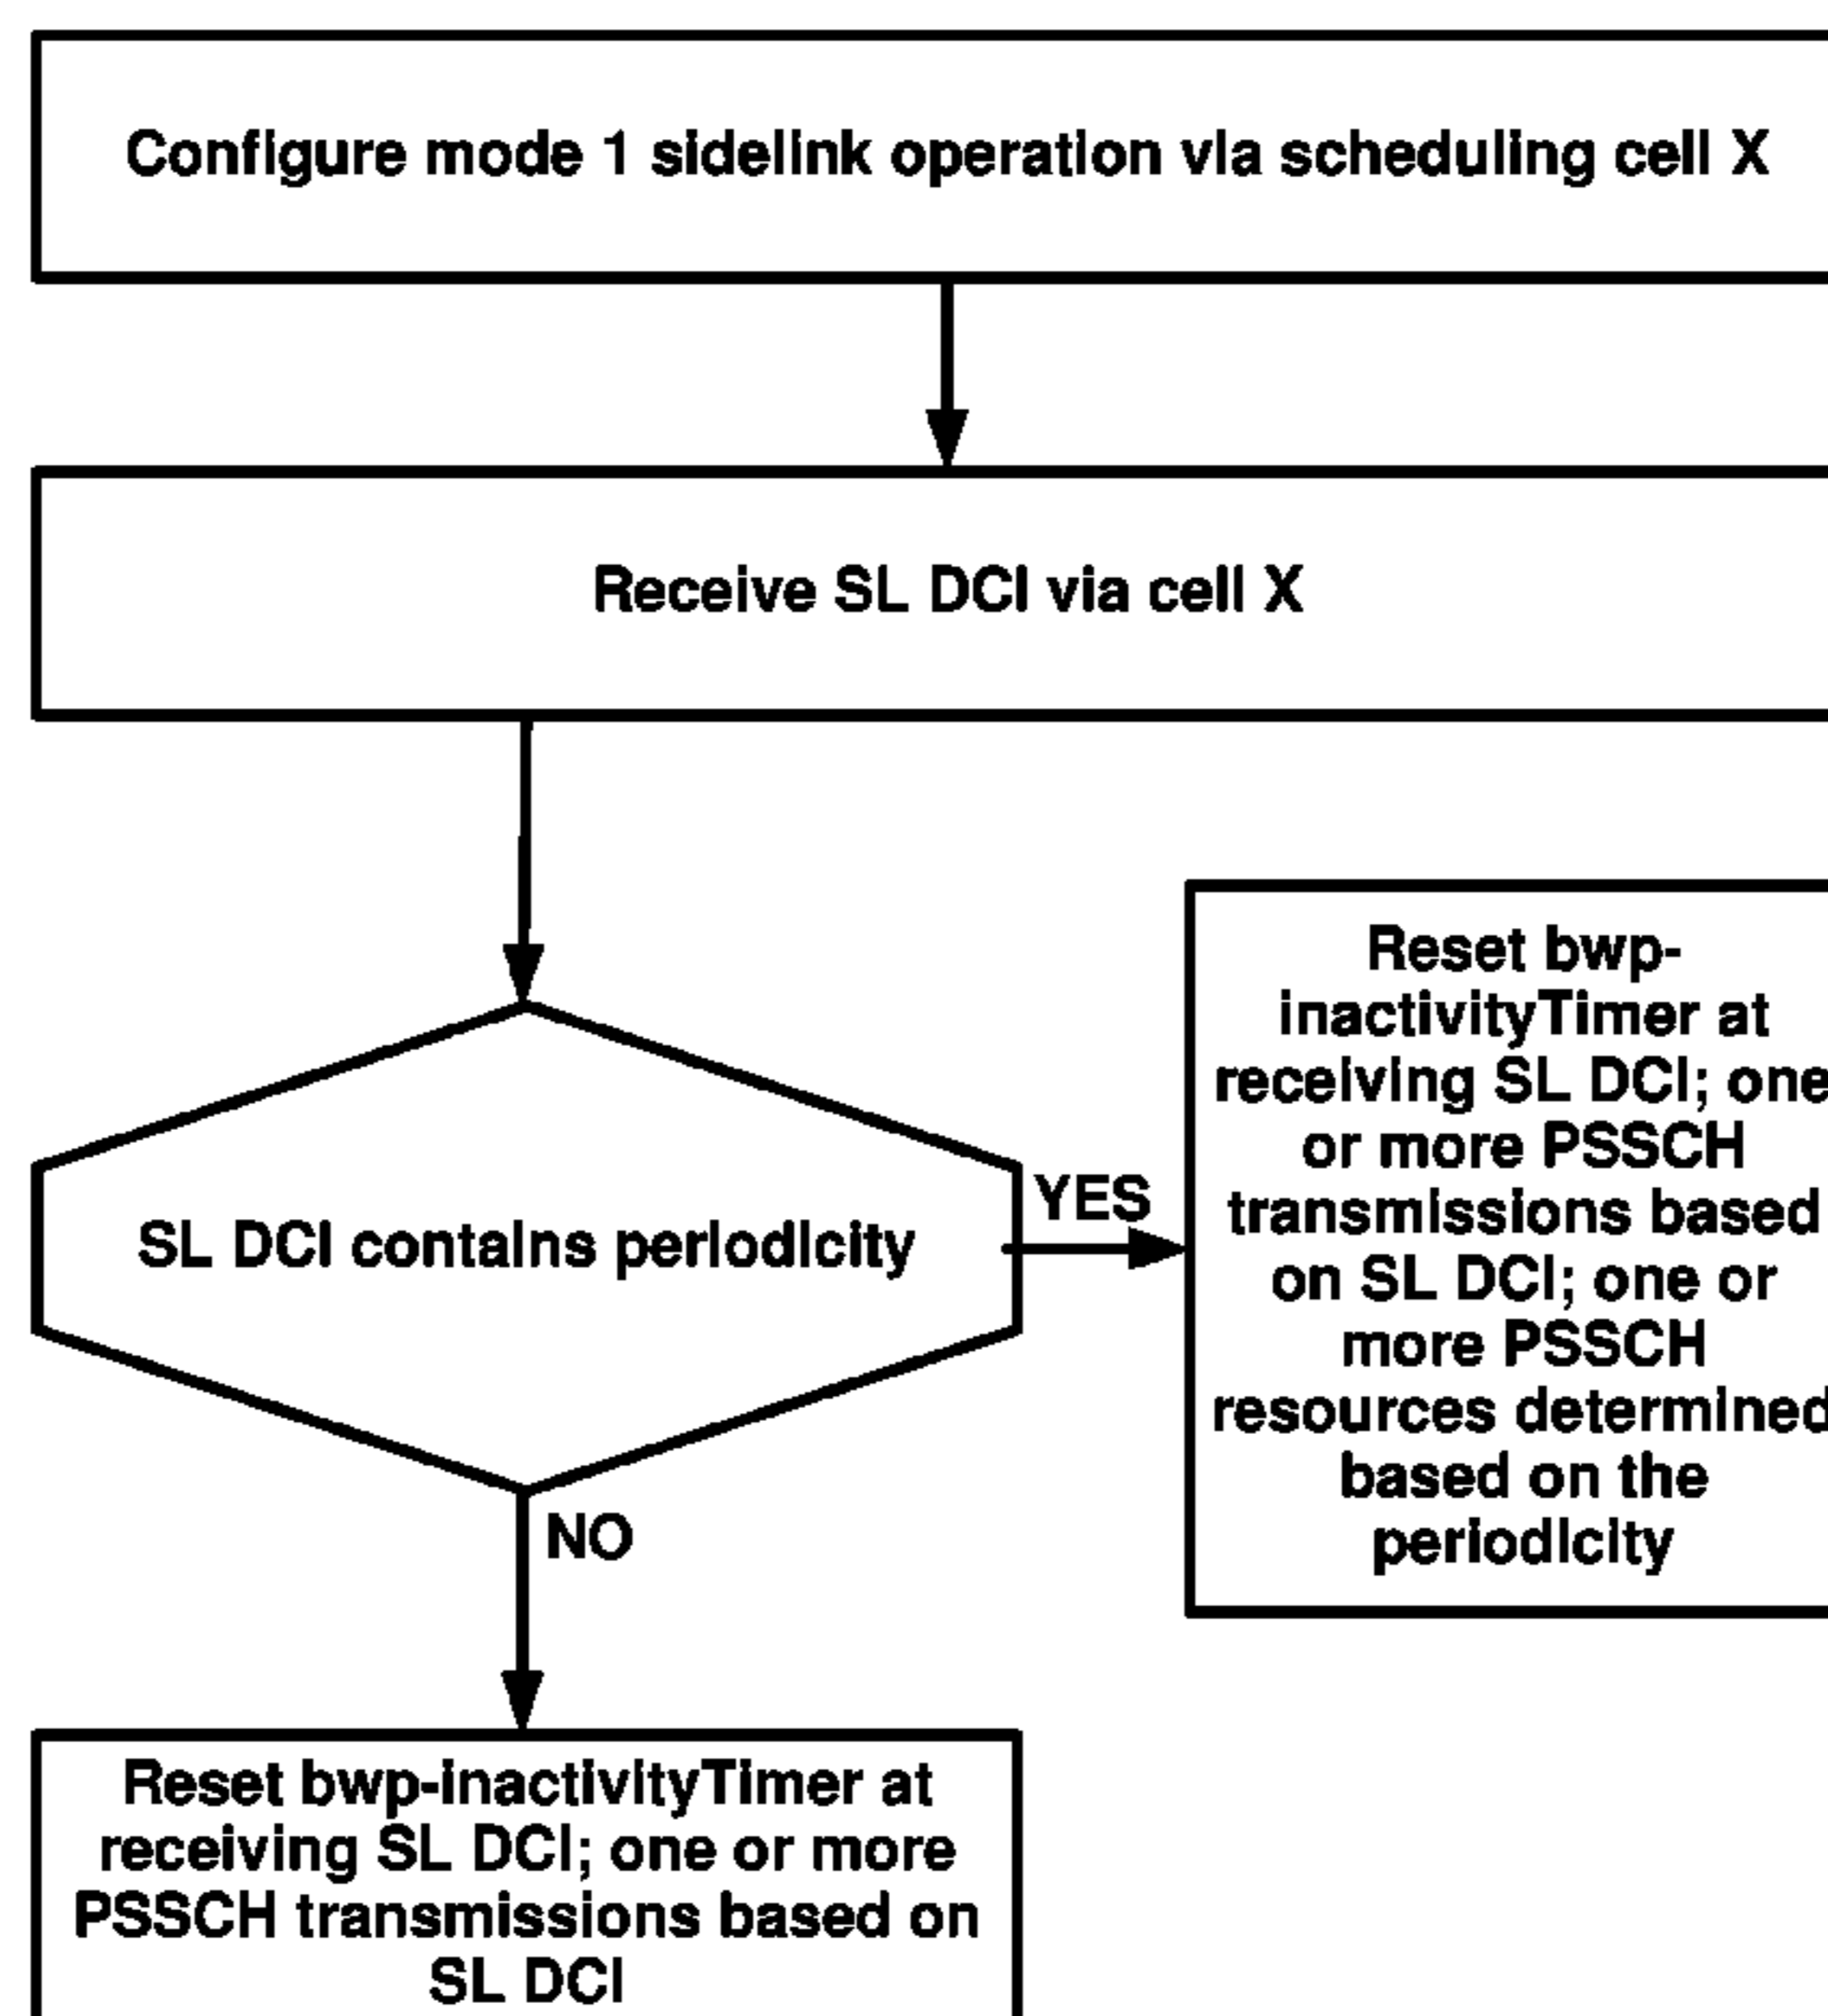 Configure mode 1 sidelink operation via scheduling cell X
Receive SL DCI via cell X
SL DCI contains periodicity
YES
Reset bwp-
inactivityTimer at
receiving SL DCI; one
or more PSSCH
transmissions based
on SL DCI; one or
more PSSCH
resources determined
based on the
periodicity
NO
Reset bwp-inactivityTimer at
receiving SL DCI; one or more
PSSCH transmissions based on
SL DCI